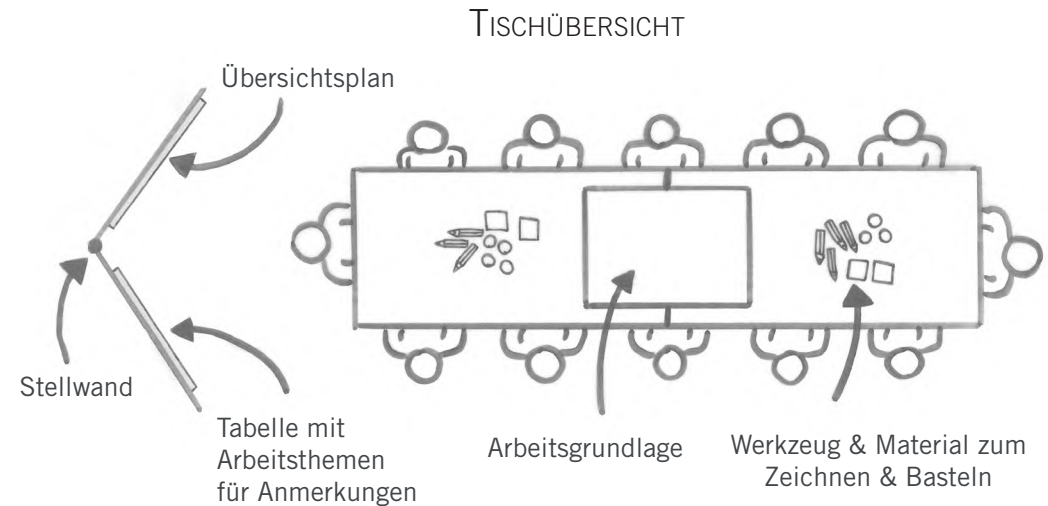 TISCHÜBERSICHT
Übersichtsplan
Stellwand
Tabelle mit
Arbeitsthemen
für Anmerkungen
Arbeitsgrundlage
Werkzeug & Material zum
Zeichnen & Basteln